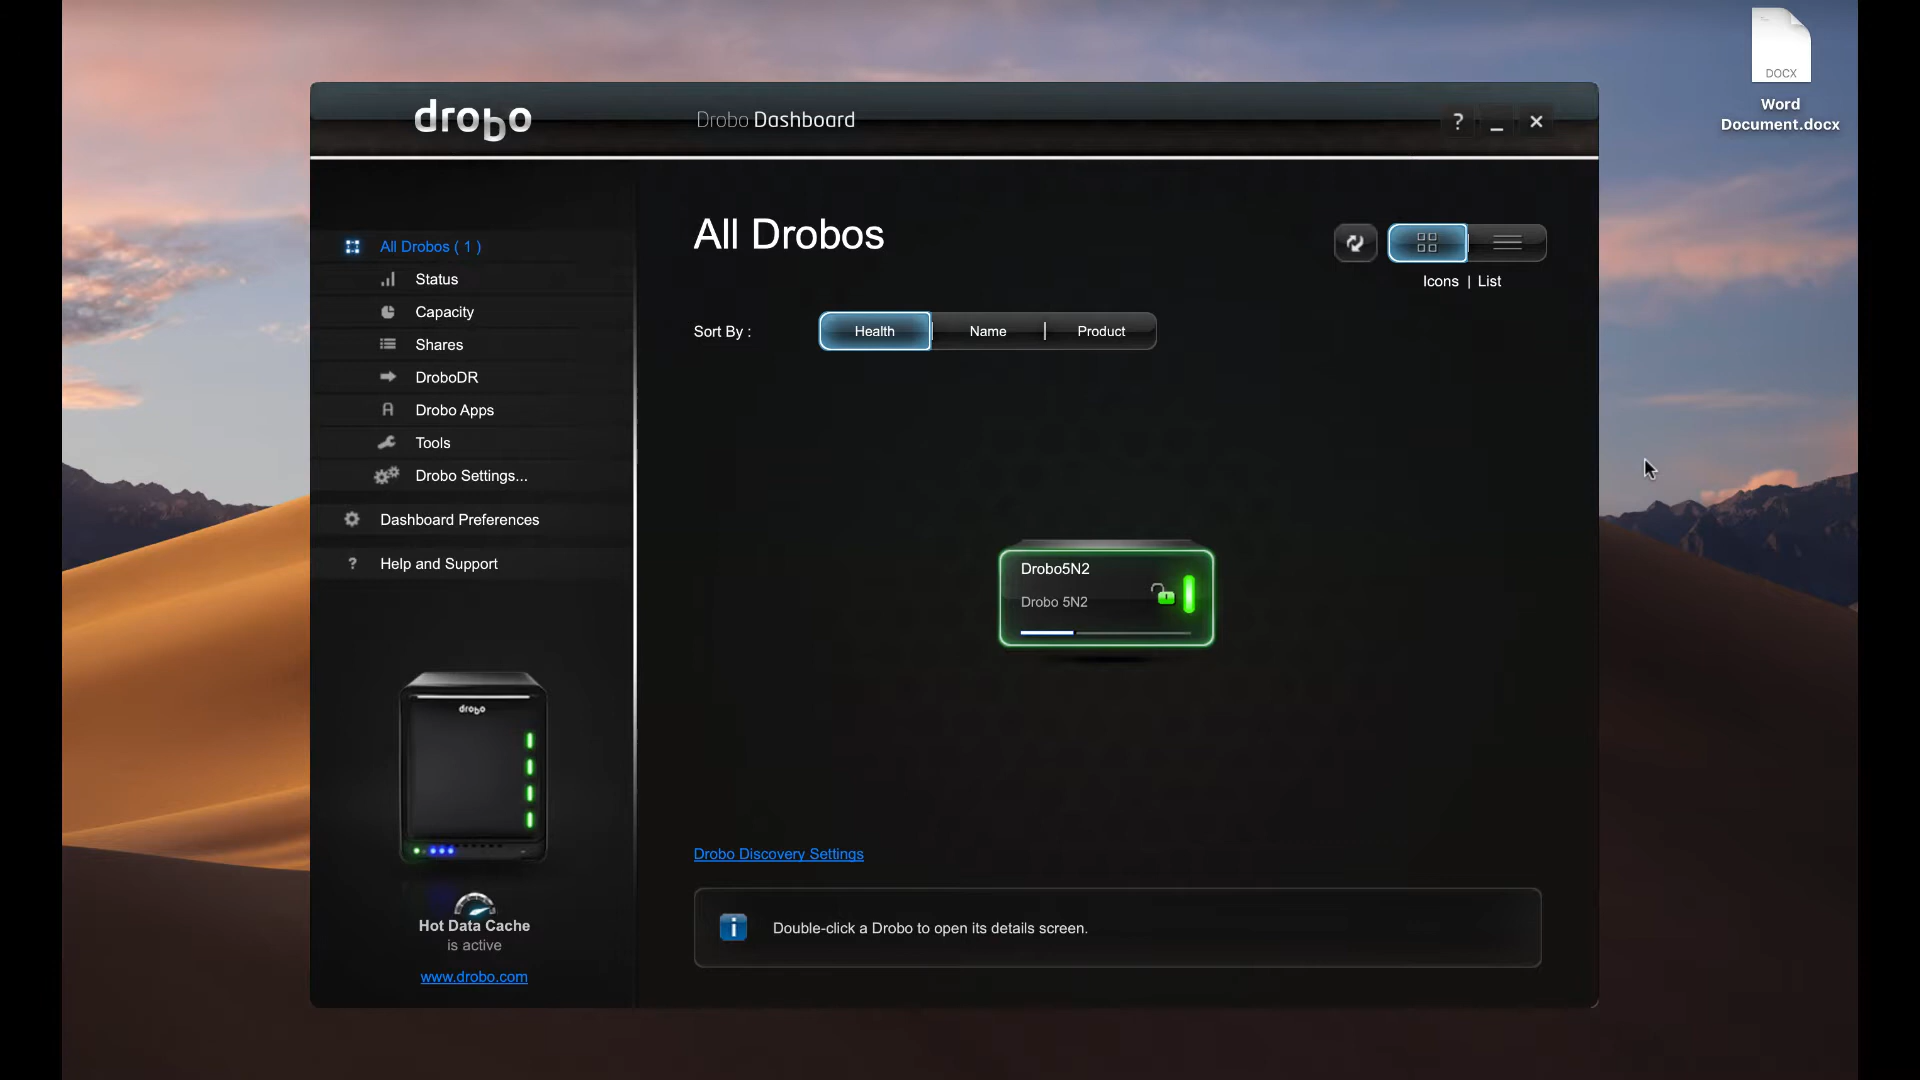 DOCX
Word
Document.docx
drobo
Drobo Dashboard
?
All Drobos ( 1 )
Status
Capacity
Shares
DroboDR
Drobo Apps
Tools
Drobo Settings...
Dashboard Preferences
? Help and Support
drobo
Hot Data Cache
is active
www.drobo.com
All Drobos
Icons | List
Sort By : Health Name | Product
Drobo5N2
Drobo 5N2
Drobo Discovery Settings
Double-click a Drobo to open its details screen.